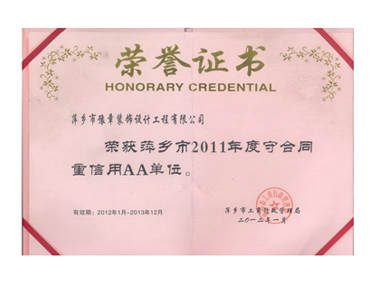 荣誉证书
HONORARY CREDENTIAL
萍乡市豫章装饰设计工程有限公司
荣获萍乡市2011年度守合同
重信用AA单位。
有效期：2012年1月-2013年12月
萍乡市工商行政管理局
二〇一二年一月